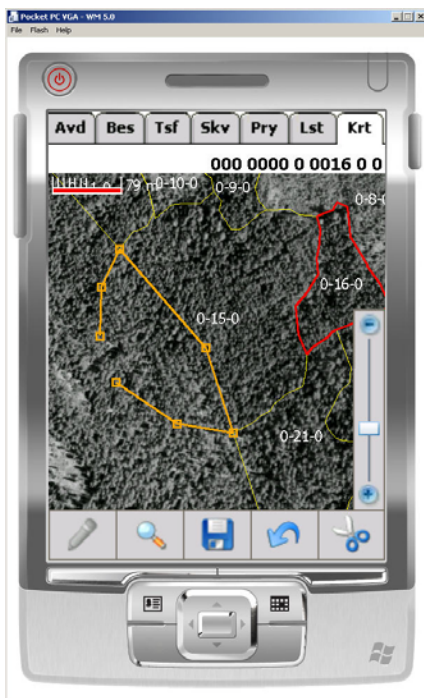 Pocket PC VGA - WM 5.0
File Flash Help
Avd Bes Tsf Skv Pry Lst Krt
000 0000 0 0016 0 0
79 m
0-10-0
0-9-0
0-8-
0-16-0
0-15-0
0-21-0